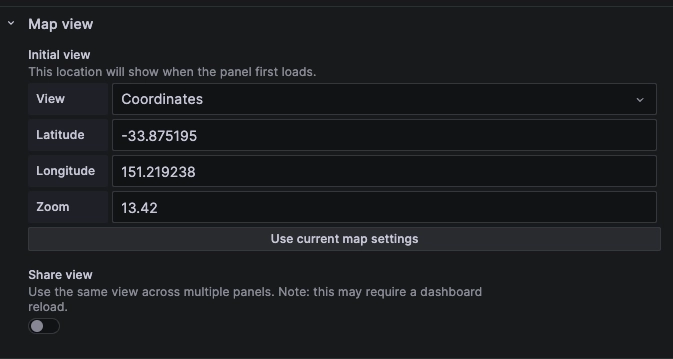 Map view
Initial view
This location will show when the panel first loads.
View Coordinates
Latitude -33.875195
Longitude 151.219238
Zoom 13.42
Use current map settings
Share view
Use the same view across multiple panels. Note: this may require a dashboard
reload.